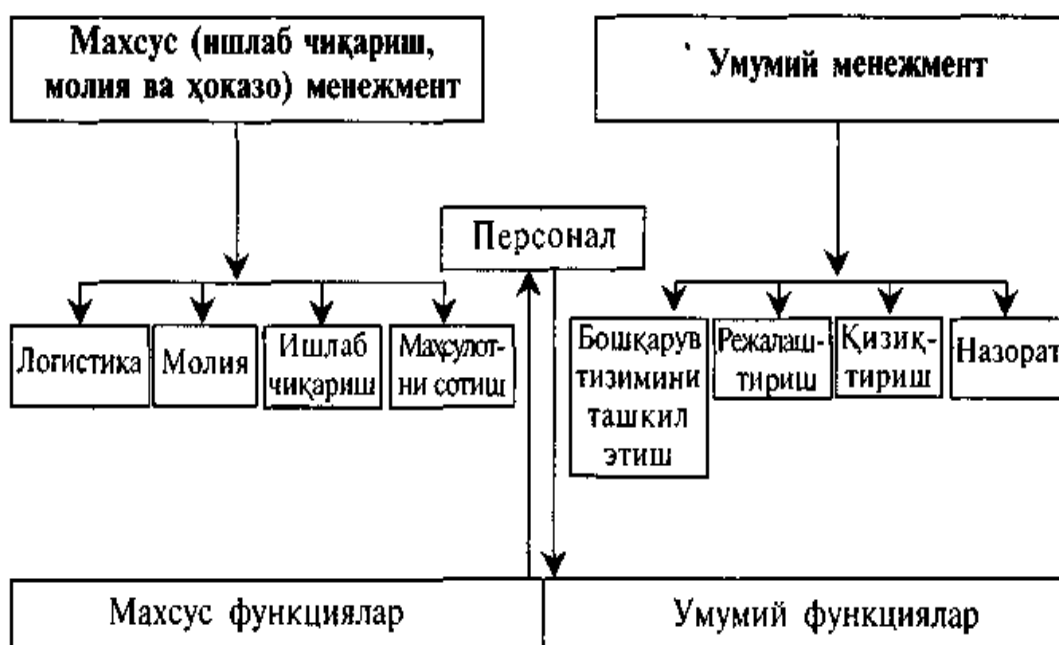 Махсус (ишлаб чиқариш,
молия ва ҳоказо) менежмент
Умумий менежмент
Персонал
Логистика
Молия
Ишлаб
чиқариш
Маҳсулот-
ни сотиш
Бошқарув
тизимини
ташкил
этиш
Режалаш-
тириш
Қизиқ-
тириш
Назорат
Махсус функциялар
Умумий функциялар